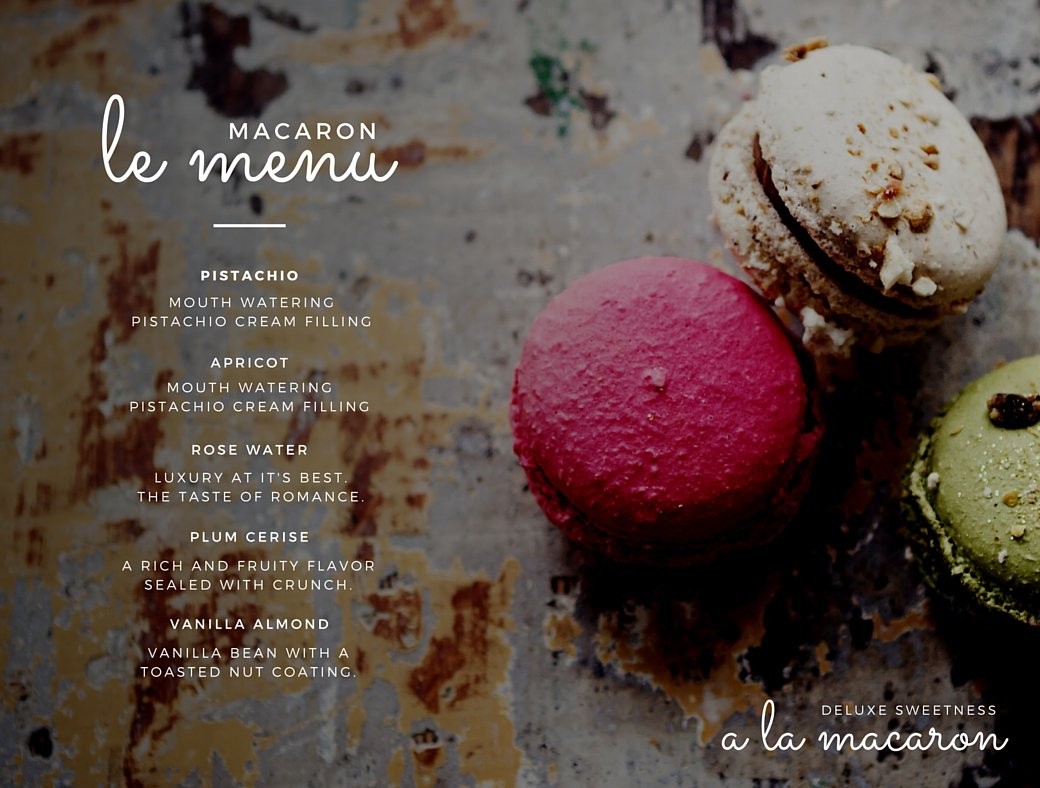 MACARON
le menu
PISTACHIO
MOUTH WATERING
PISTACHIO CREAM FILLING
APRICOT
MOUTH WATERING
PISTACHIO CREAM FILLING
ROSE WATER
LUXURY AT IT'S BEST.
THE TASTE OF ROMANCE.
PLUM CERISE
A RICH AND FRUITY FLAVOR
SEALED WITH CRUNCH.
VANILLA ALMOND
VANILLA BEAN WITH A
TOASTED NUT COATING.
DELUXE SWEETNESS
a la macaron